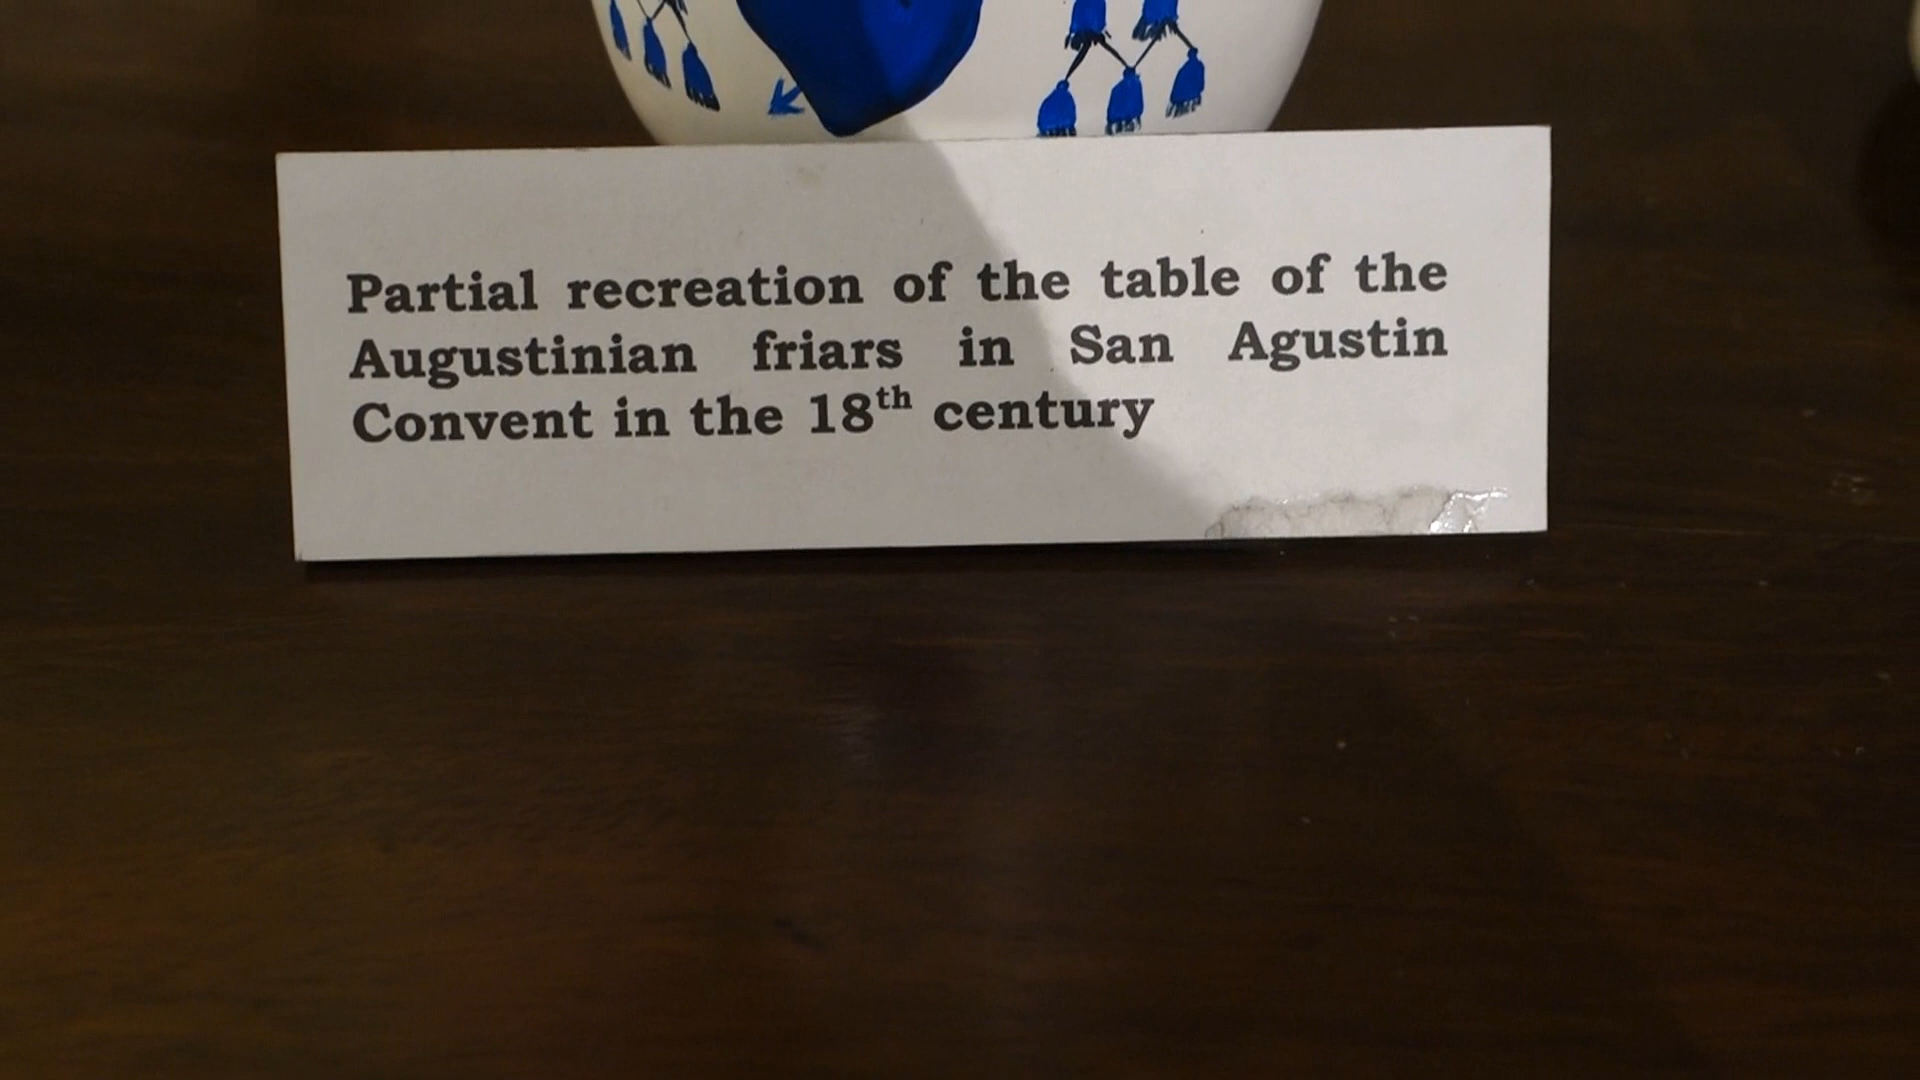 Partial recreation of the table of the
Augustinian friars in San Agustin
Convent in the 18th century